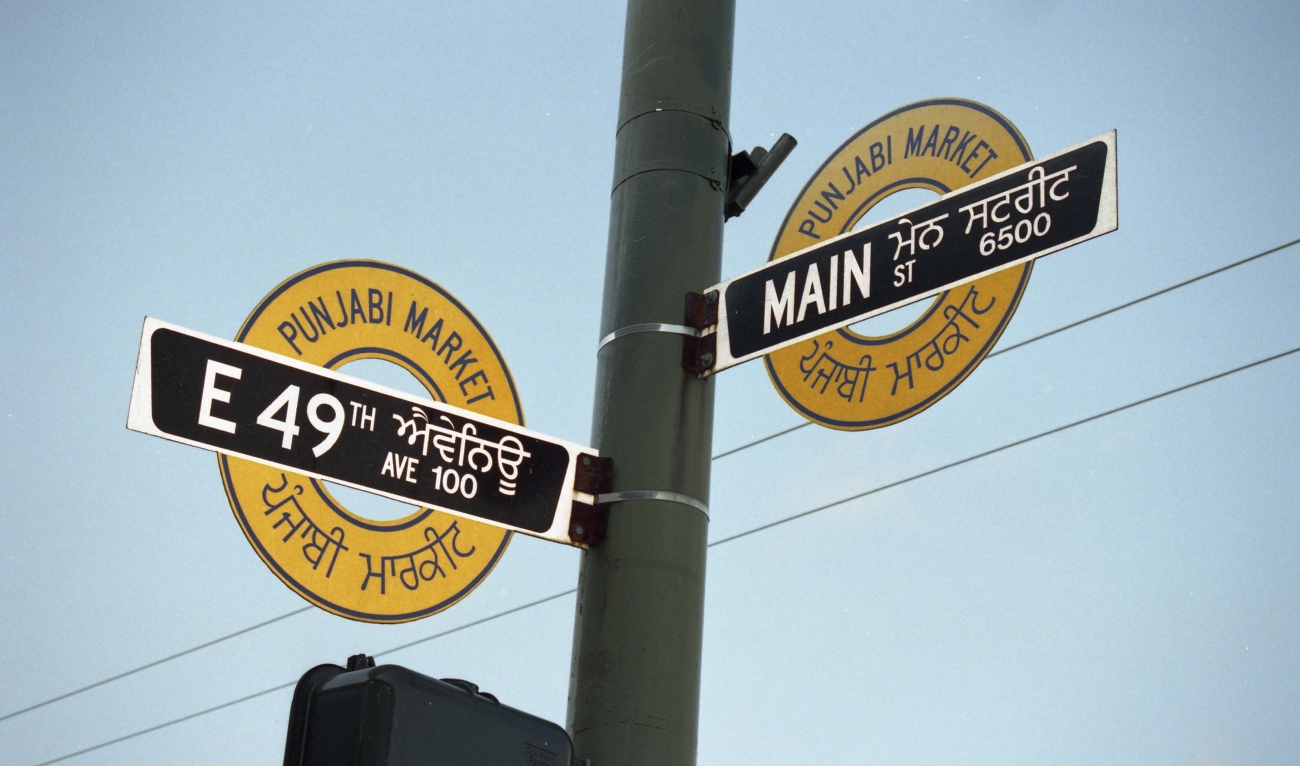 PUNJABI MARKET
E 49TH ਐਵੇਨਿਊ
AVE 100
ਪੰਜਾਬੀ ਮਾਰਕੀਟ
PUNJABI MARKET
MAIN ਮੇਨ ਸਟਰੀਟ
ST 6500
ਪੰਜਾਬੀ ਮਾਰਕੀਟ